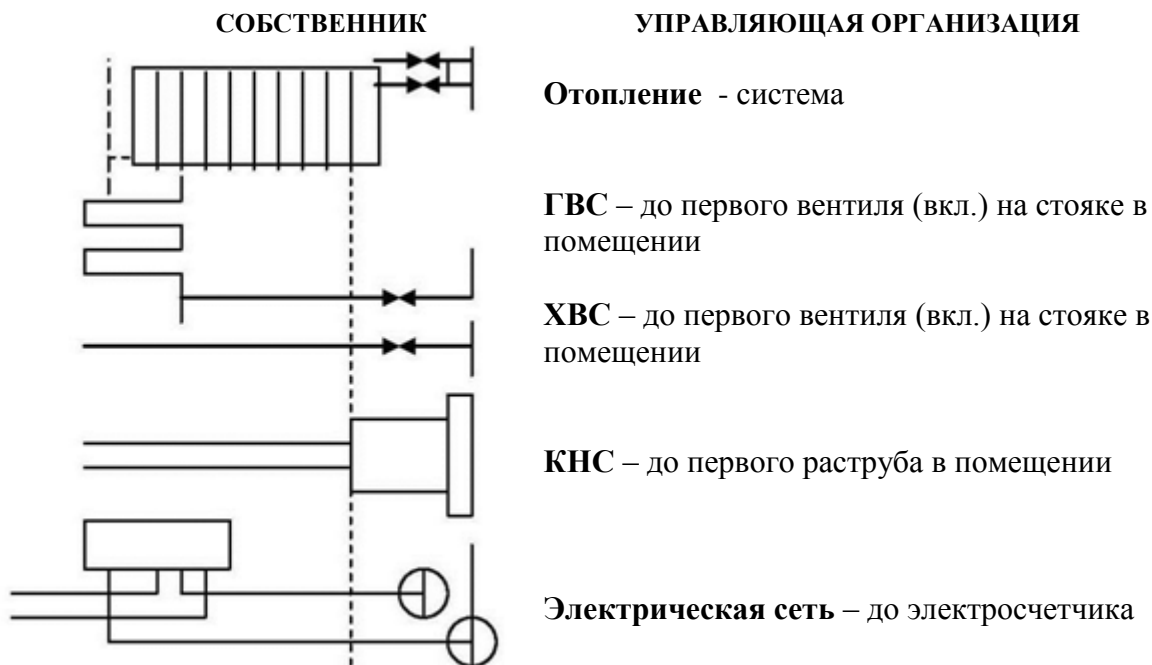 СОБСТВЕННИК УПРАВЛЯЮЩАЯ ОРГАНИЗАЦИЯ
Отопление - система
ГВС – до первого вентиля (вкл.) на стояке в
помещении
ХВС – до первого вентиля (вкл.) на стояке в
помещении
КНС – до первого раструба в помещении
Электрическая сеть – до электросчетчика